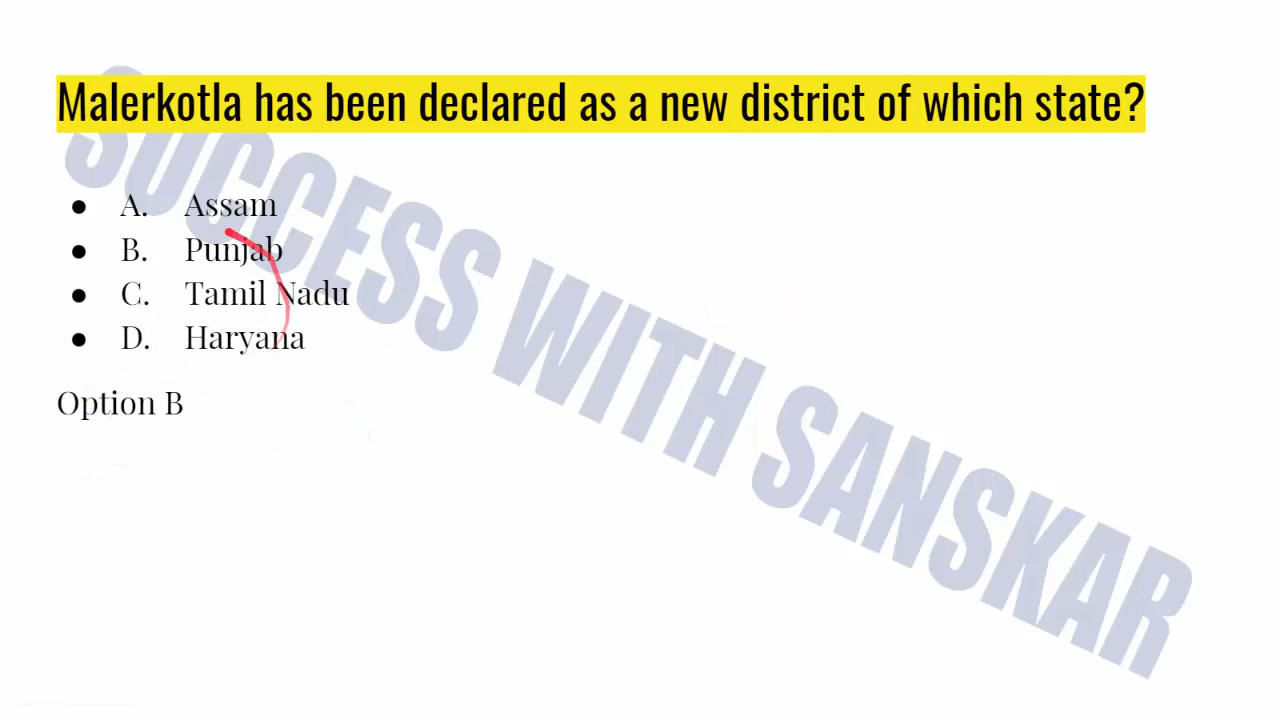 Malerkotla has been declared as a new district of which state?
● A. Assam
● B. Punjab
● C. Tamil Nadu
● D. Haryana
Option B
SUCCESS WITH SANSKAR